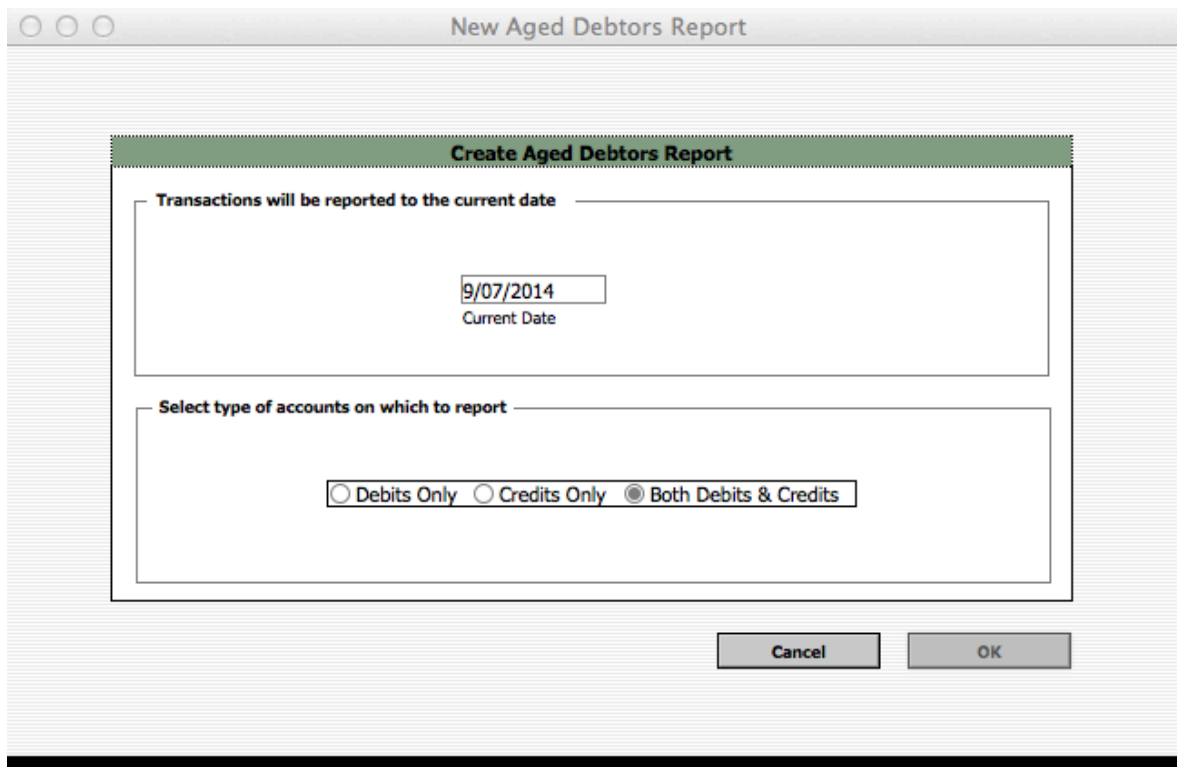 New Aged Debtors Report
Create Aged Debtors Report
Transactions will be reported to the current date
9/07/2014
Current Date
Select type of accounts on which to report
Debits Only Credits Only Both Debits & Credits
Cancel OK